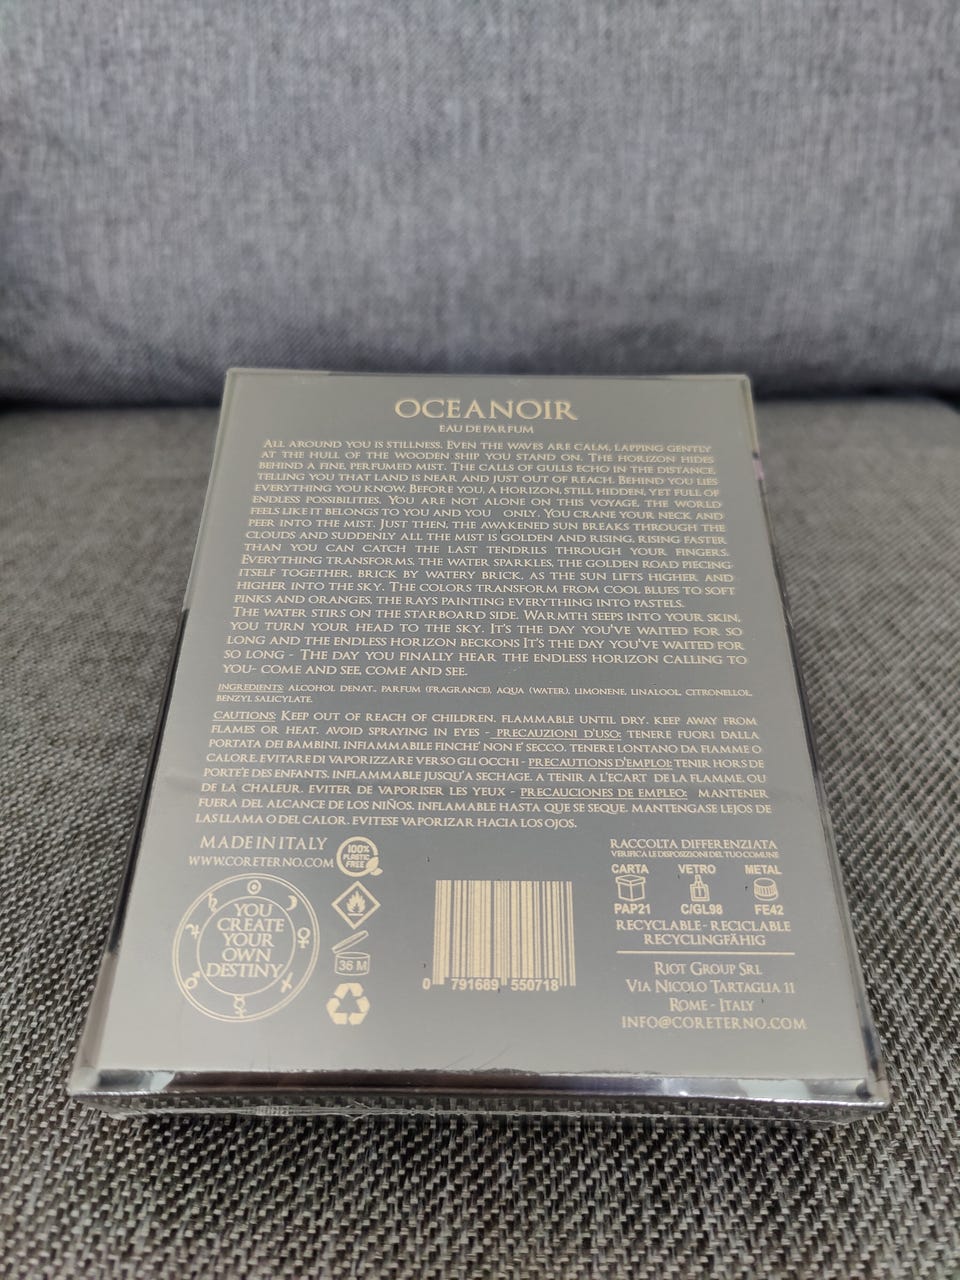 OCEANOIR
EAU DE PARFUM
ALL AROUND YOU IS STILLNESS. EVEN THE WAVES ARE CALM, LAPPING GENTLY
AT THE HULL OF THE WOODEN SHIP YOU STAND ON. THE HORIZON HIDES
BEHIND A FINE, PERFUMED MIST. THE CALLS OF GULLS ECHO IN THE DISTANCE,
TELLING YOU THAT LAND IS NEAR AND JUST OUT OF REACH. BEHIND YOU LIES
EVERYTHING YOU KNOW. BEFORE YOU, A HORIZON, STILL HIDDEN, YET FULL OF
ENDLESS POSSIBILITIES. YOU ARE NOT ALONE ON THIS VOYAGE, THE WORLD
FEELS LIKE IT BELONGS TO YOU AND YOU ONLY. YOU CRANE YOUR NECK AND
PEER INTO THE MIST. JUST THEN, THE AWAKENED SUN BREAKS THROUGH THE
CLOUDS AND SUDDENLY ALL THE MIST IS GOLDEN AND RISING, RISING FASTER
THAN YOU CAN CATCH THE LAST TENDRILS THROUGH YOUR FINGERS.
EVERYTHING TRANSFORMS, THE WATER SPARKLES, THE GOLDEN ROAD PIECING
ITSELF TOGETHER, BRICK BY WATERY BRICK, AS THE SUN LIFTS HIGHER AND
HIGHER INTO THE SKY. THE COLORS TRANSFORM FROM COOL BLUES TO SOFT
PINKS AND ORANGES, THE RAYS PAINTING EVERYTHING INTO PASTELS.
THE WATER STIRS ON THE STARBOARD SIDE. WARMTH SEEPS INTO YOUR SKIN,
YOU TURN YOUR HEAD TO THE SKY. IT'S THE DAY YOU'VE WAITED FOR SO
LONG AND THE ENDLESS HORIZON BECKONS IT'S THE DAY YOU'VE WAITED FOR
SO LONG - THE DAY YOU FINALLY HEAR THE ENDLESS HORIZON CALLING TO
YOU- COME AND SEE, COME AND SEE.
INGREDIENTS: ALCOHOL DENAT., PARFUM (FRAGRANCE), AQUA (WATER), LIMONENE, LINALOOL, CITRONELLOL,
BENZYL SALICYLATE.
CAUTIONS: KEEP OUT OF REACH OF CHILDREN. FLAMMABLE UNTIL DRY. KEEP AWAY FROM
FLAMES OR HEAT. AVOID SPRAYING IN EYES - PRECAUZIONI D'USO: TENERE FUORI DALLA
PORTATA DEI BAMBINI. INFIAMMABILE FINCHE' NON E' SECCO. TENERE LONTANO DA FIAMME O
CALORE. EVITARE DI VAPORIZZARE VERSO GLI OCCHI - PRECAUTIONS D'EMPLOI: TENIR HORS DE
PORTE'E DES ENFANTS. INFLAMMABLE JUSQU'A SECHAGE. A TENIR A L'ECART DE LA FLAMME, OU
DE LA CHALEUR. EVITER DE VAPORISER LES YEUX - PRECAUCIONES DE EMPLEO: MANTENER
FUERA DEL ALCANCE DE LOS NIÑOS. INFLAMABLE HASTA QUE SE SEQUE. MANTENGASE LEJOS DE
LAS LLAMA O DEL CALOR. EVITESE VAPORIZAR HACIA LOS OJOS.
MADE IN ITALY
WWW.CORETERNO.COM
100%
PLASTIC
FREE
YOU
CREATE
YOUR
OWN
DESTINY
36 M
0 791689 550718
RACCOLTA DIFFERENZIATA
VERIFICA LE DISPOSIZIONI DEL TUO COMUNE
CARTA VETRO METAL
PAP21 C/GL98 FE42
RECYCLABLE - RECICLABLE
RECYCLINGFÄHIG
RIOT GROUP SRL
VIA NICOLO TARTAGLIA 11
ROME - ITALY
INFO@CORETERNO.COM